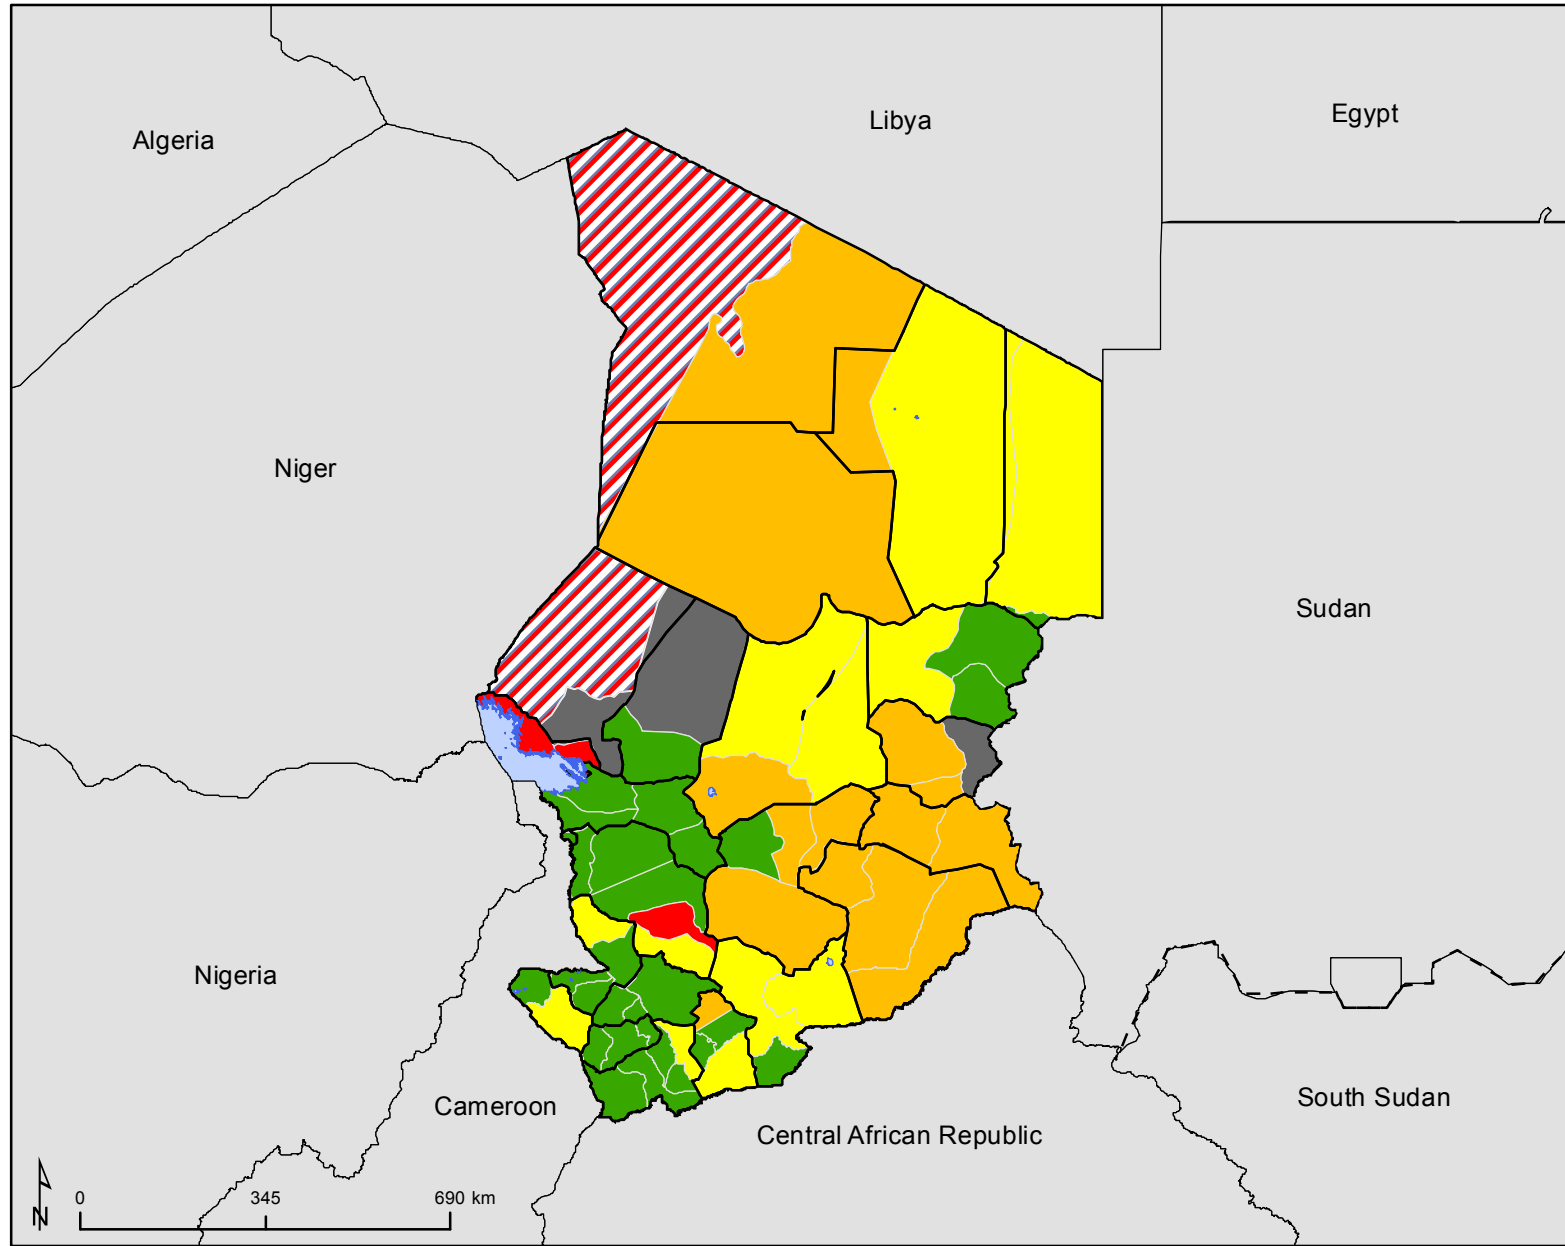 Algeria
Libya
Egypt
Niger
Sudan
Nigeria
Cameroon
Central African Republic
South Sudan
N
0 345 690 km